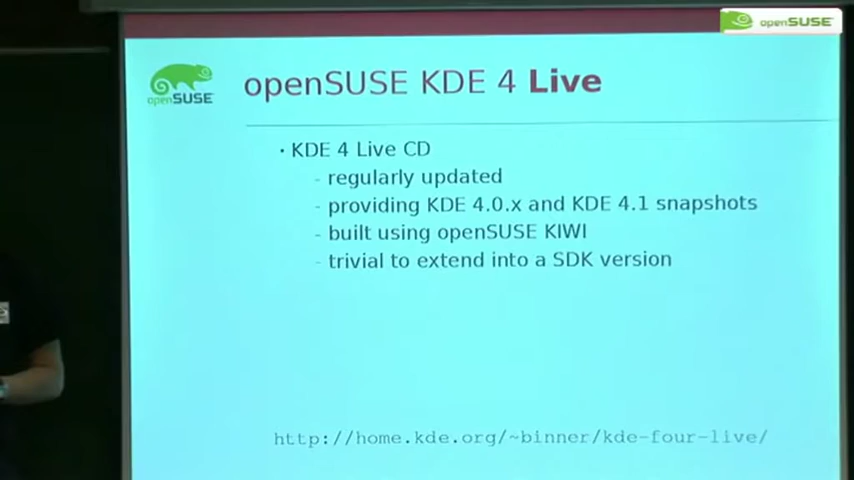 openSUSE
openSUSE
openSUSE KDE 4 Live
· KDE 4 Live CD
- regularly updated
- providing KDE 4.0.x and KDE 4.1 snapshots
- built using openSUSE KIWI
- trivial to extend into a SDK version
http://home.kde.org/~binner/kde-four-live/